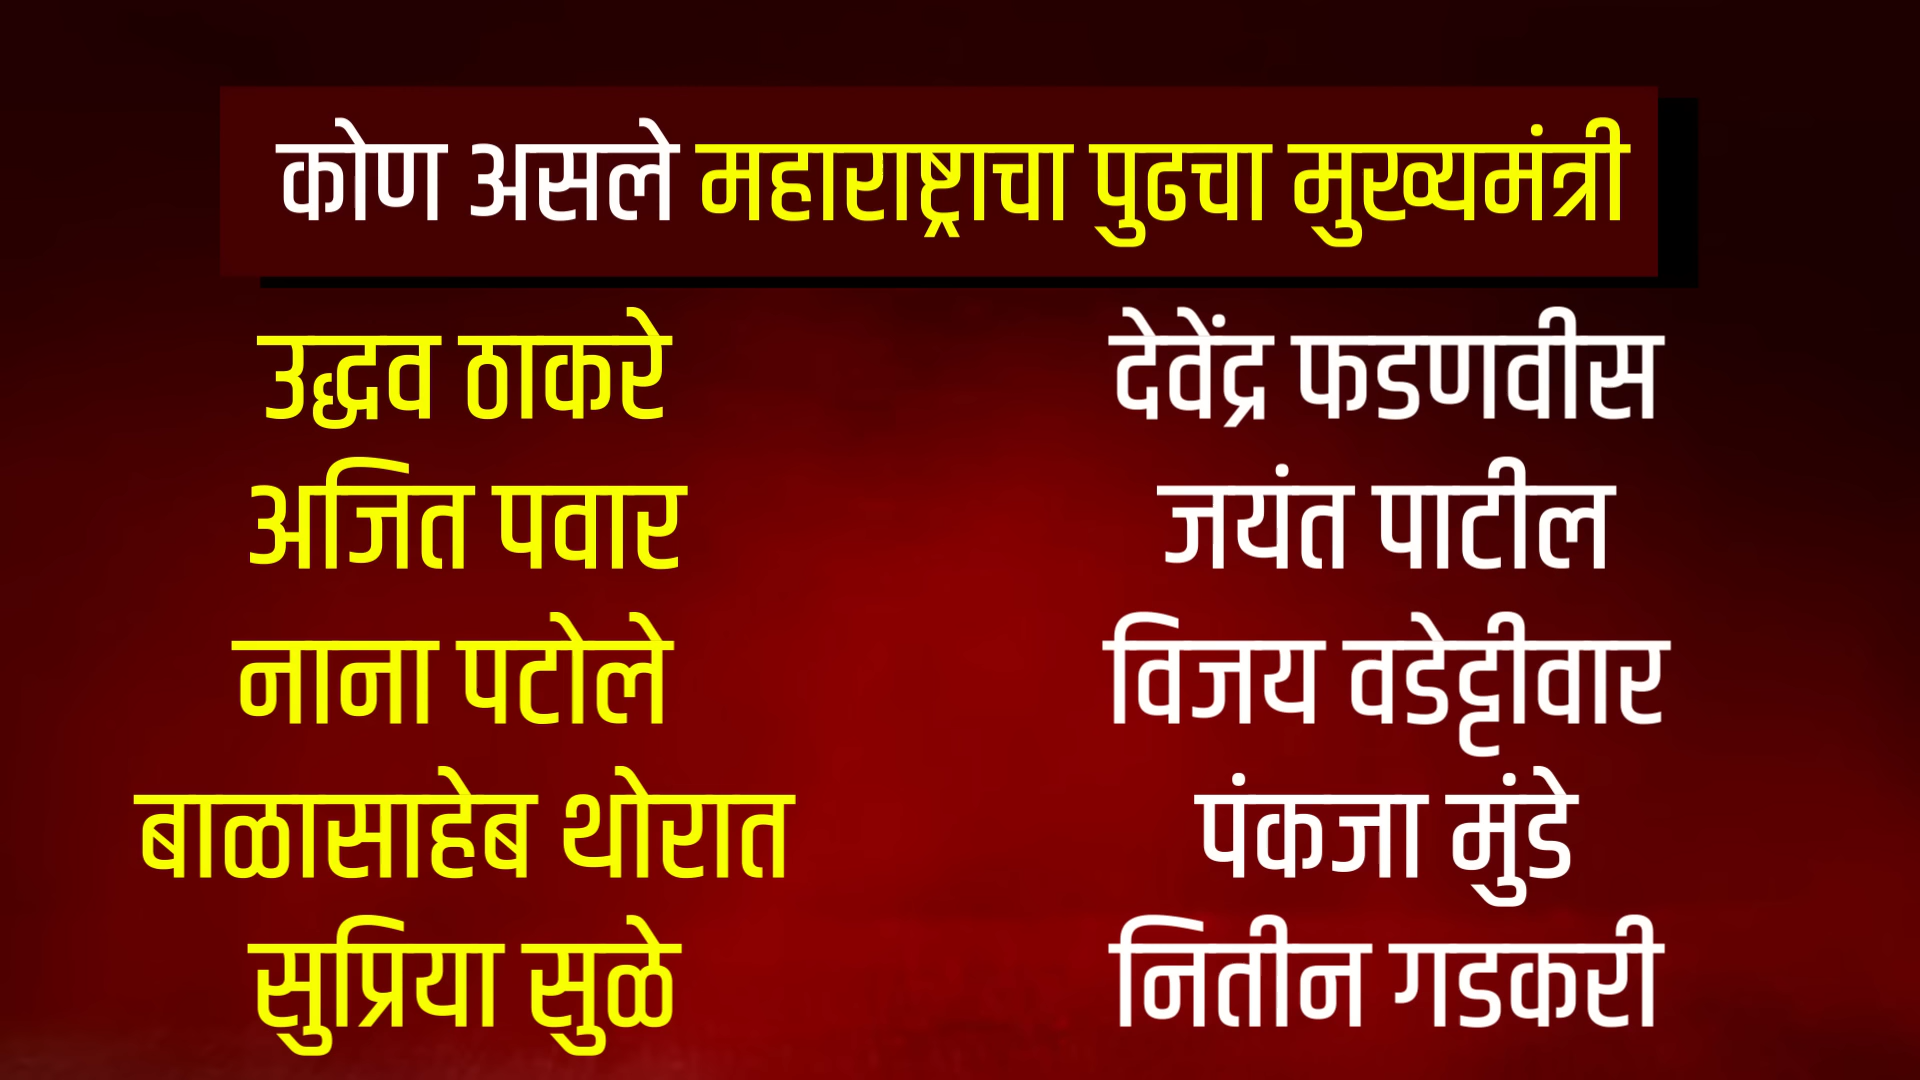 कोण असले महाराष्ट्राचा पुढचा मुख्यमंत्री
उद्धव ठाकरे
देवेंद्र फडणवीस
अजित पवार
जयंत पाटील
नाना पटोले
विजय वडेट्टीवार
बाळासाहेब थोरात
पंकजा मुंडे
सुप्रिया सुळे
नितीन गडकरी